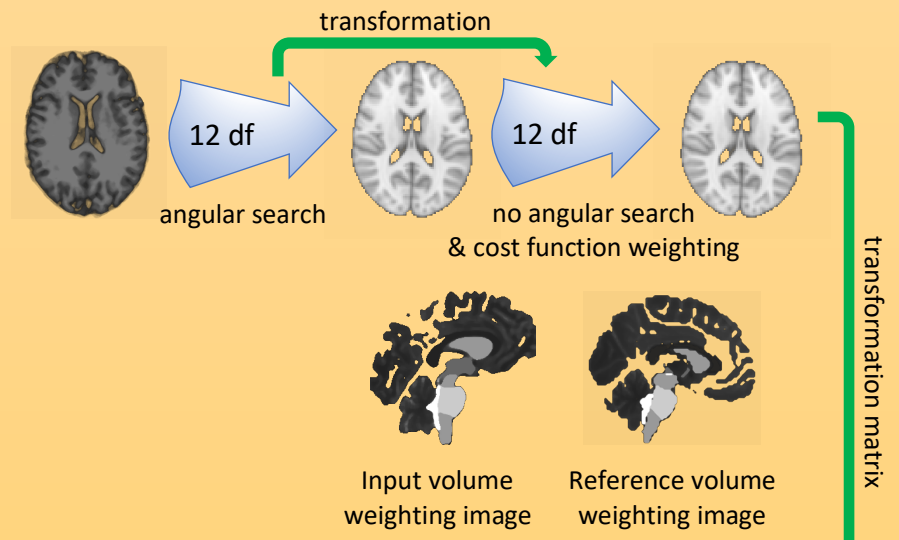 transformation
12 df
12 df
angular search
no angular search
& cost function weighting
transformation matrix
Input volume
weighting image
Reference volume
weighting image